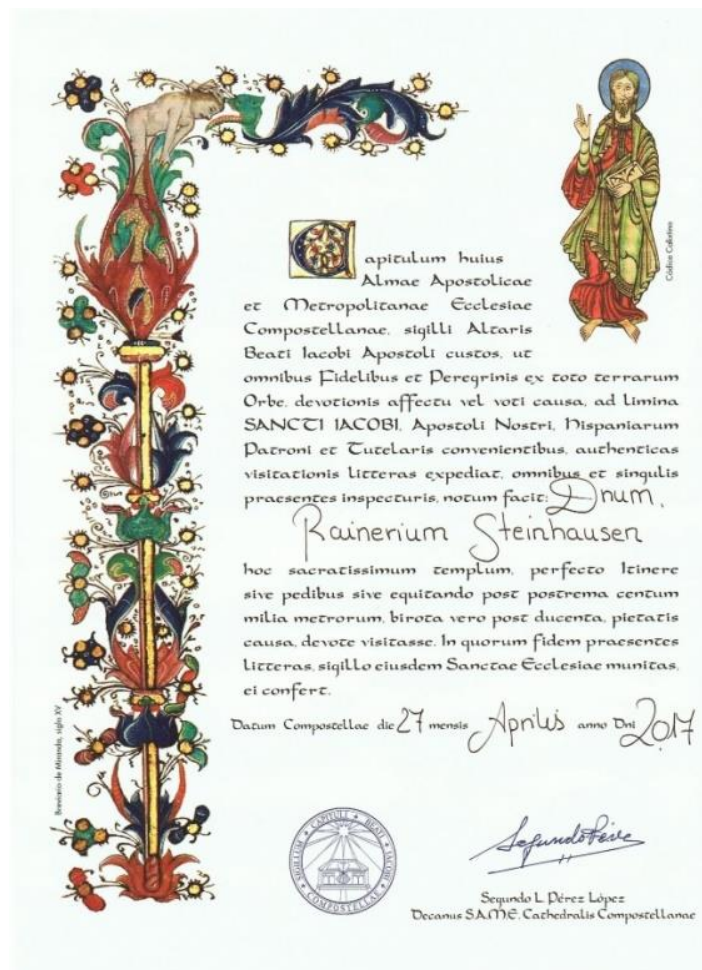 Capitulum huius
Almae Apostolicae
et Metropolitanae Ecclesiae
Compostellanae, sigilli Altaris
Beati Iacobi Apostoli custos, ut
omnibus Fidelibus et Peregrinis ex toto terrarum
Orbe, devotionis affectu vel voti causa, ad limina
SANCTI IACOBI, Apostoli Nostri, Hispaniarum
Patroni et Tutelaris convenientibus, authenticas
visitationis litteras expediat, omnibus et singulis
praesentes inspecturis, notum facit: Dnum,
Rainerium Steinhausen
hoc sacratissimum templum, perfecto Itinere
sive pedibus sive equitando post postrema centum
milia metrorum, birota vero post ducenta, pietatis
causa, devote visitasse. In quorum fidem praesentes
litteras, sigillo eiusdem Sanctae Ecclesiae munitas,
ei confert.
Datum Compostellae die 27 mensis Aprilis anno Dni 2017
SIGILLUM CAPITULI BEATI IACOBI COMPOSTELLAE
Segundo L. Pérez López
Decanus S.A.M.E. Cathedralis Compostellanae
Códice Calixtino
Breviario de Miranda, siglo XV